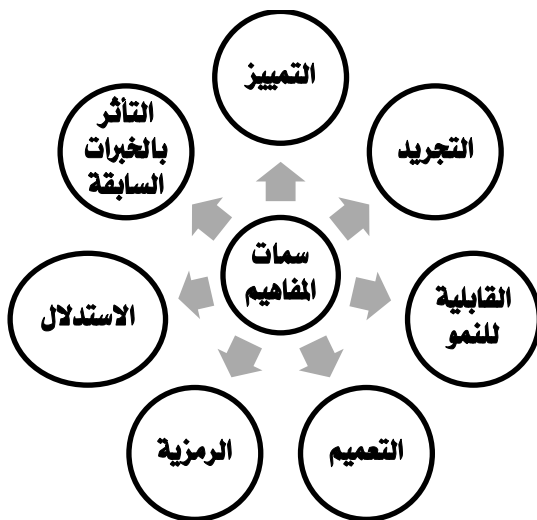 التمييز
التأثر
بالخبرات
السابقة
التجريد
سمات
المفاهيم
القابلية
للنمو
الاستدلال
الرمزية
التعميم